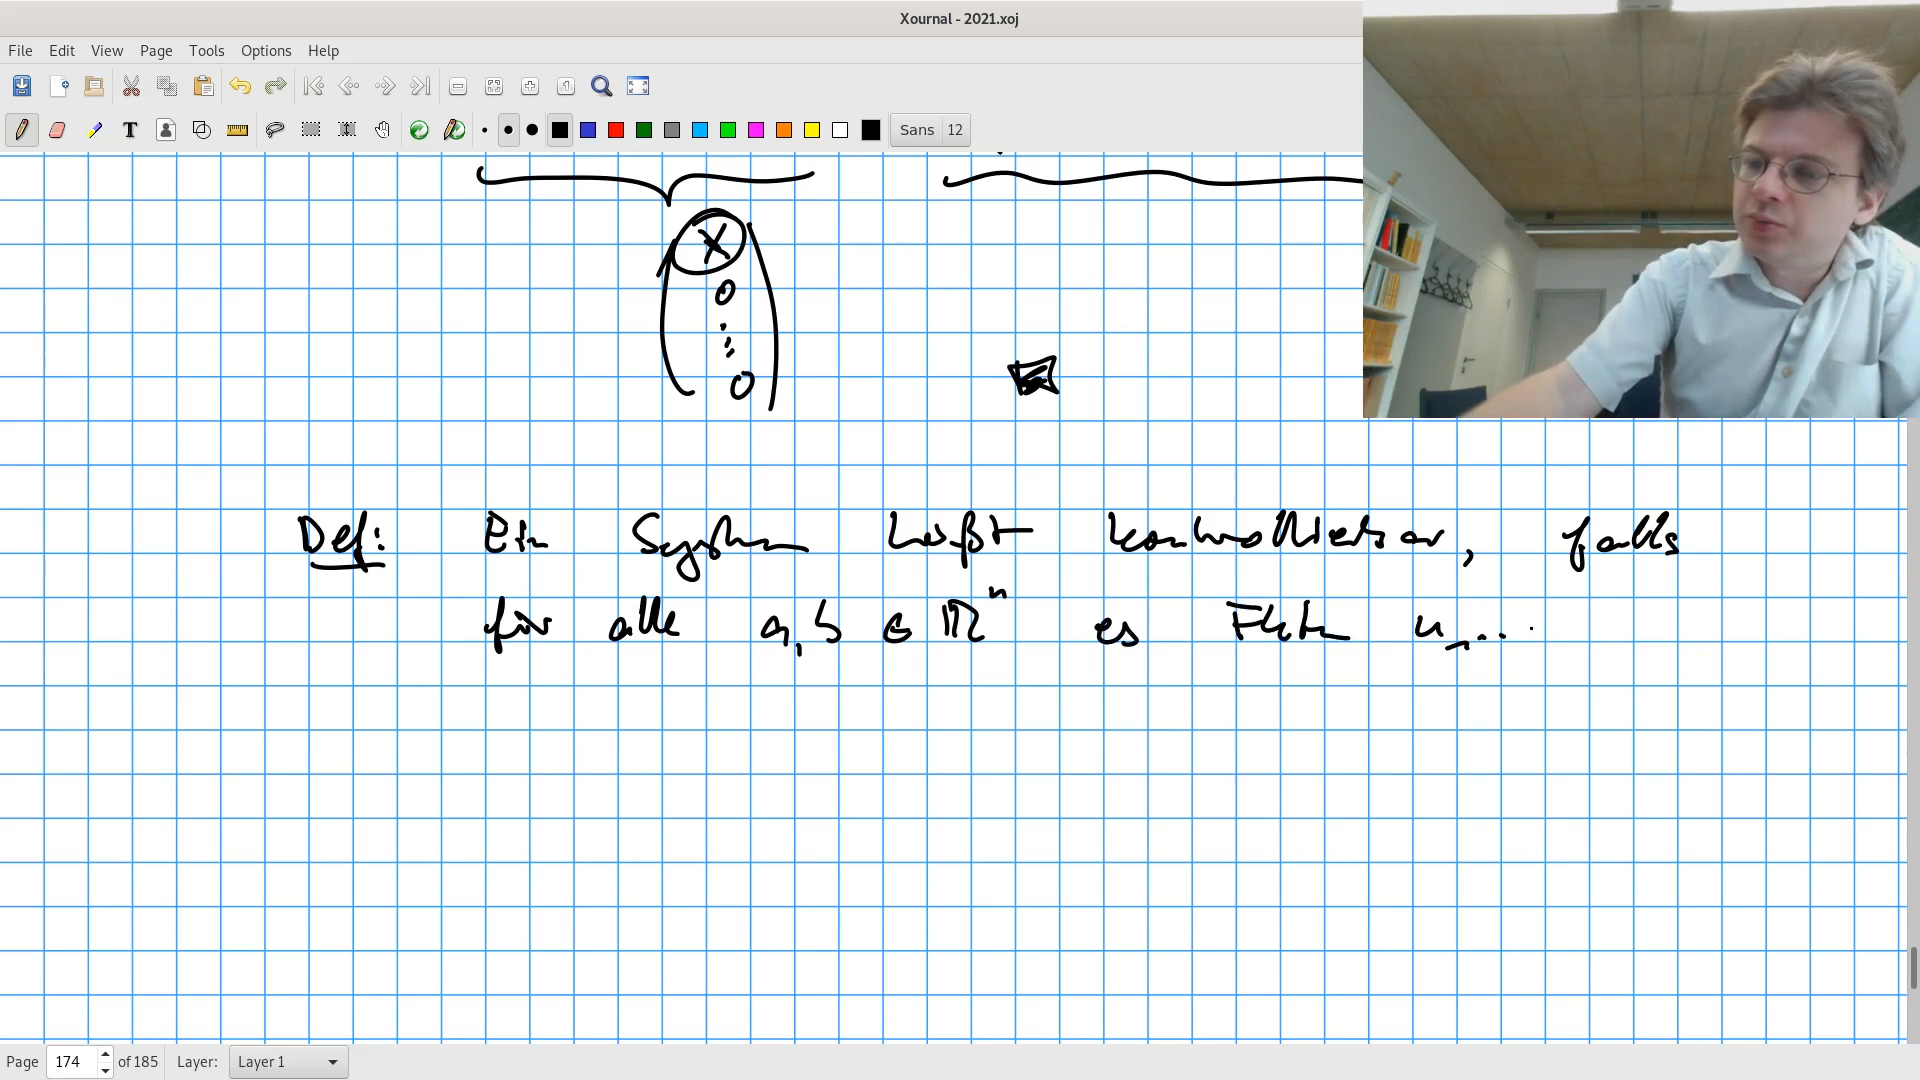 Xournal - 2021.xoj
File Edit View Page Tools Options Help
Sans 12
X
0
⋮
0
Def: Ein System heißt kontrollierbar, falls
für alle a, b ∈ ℝⁿ es u, ...
Page 174 of 185 Layer: Layer 1